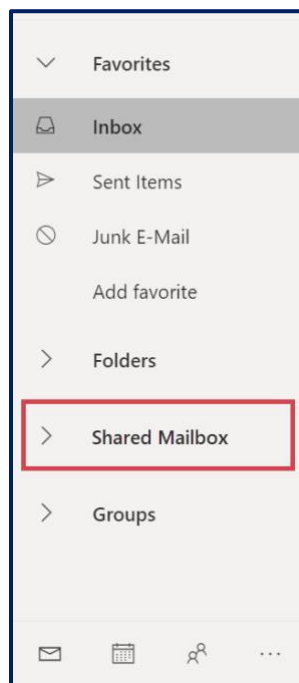 Favorites
Inbox
Sent Items
Junk E-Mail
Add favorite
Folders
Shared Mailbox
Groups